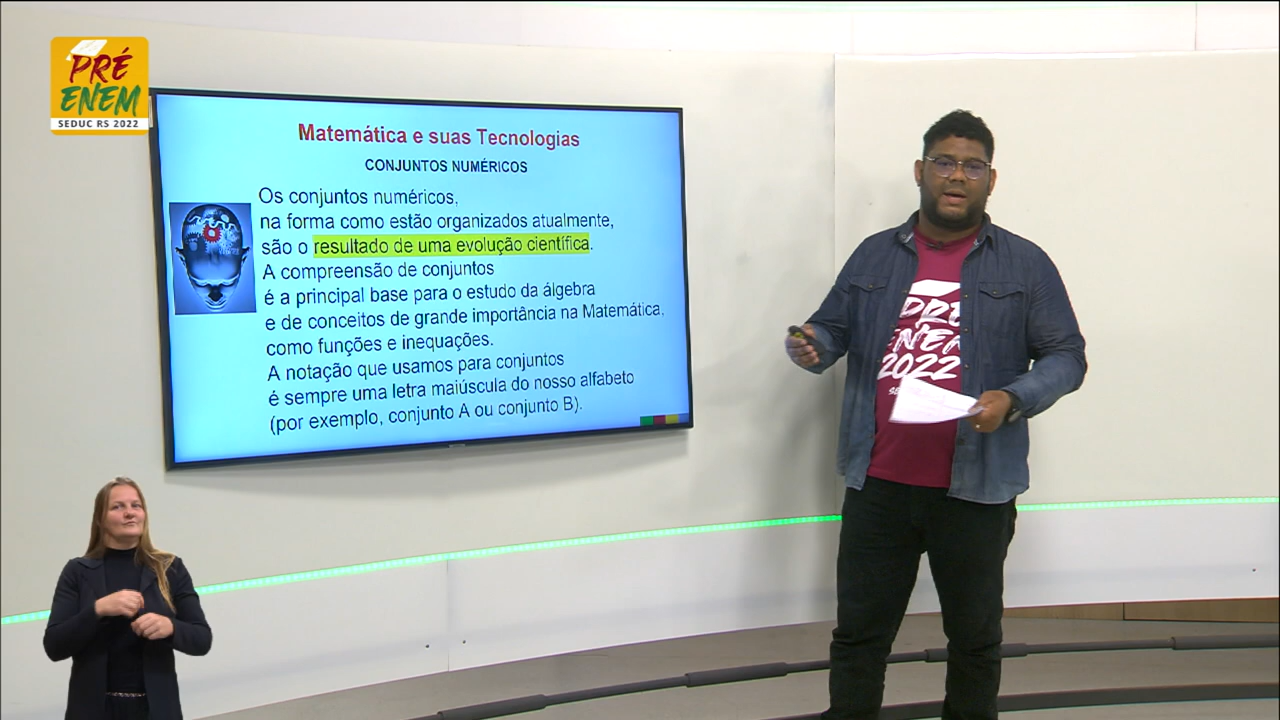 PRÉ
ENEM
SEDUC RS 2022
Matemática e suas Tecnologias
CONJUNTOS NUMÉRICOS
Os conjuntos numéricos,
na forma como estão organizados atualmente,
são o resultado de uma evolução científica.
A compreensão de conjuntos
é a principal base para o estudo da álgebra
e de conceitos de grande importância na Matemática,
como funções e inequações.
A notação que usamos para conjuntos
é sempre uma letra maiúscula do nosso alfabeto
(por exemplo, conjunto A ou conjunto B).
PRÉ
ENEM
2022